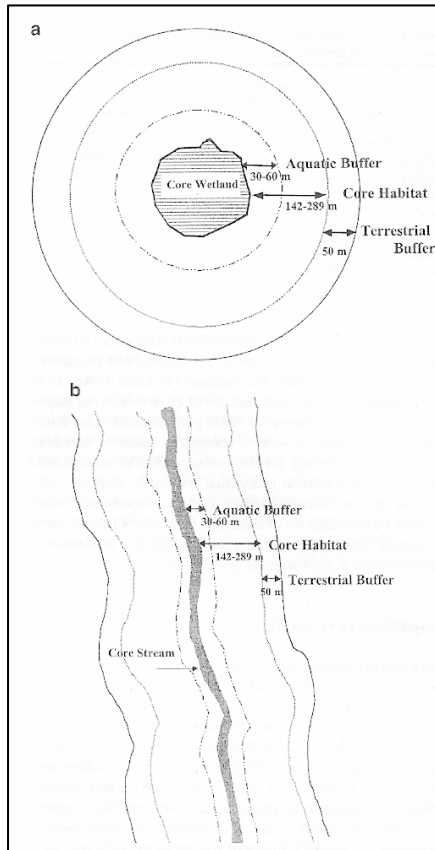 a
Aquatic Buffer
30-60 m
Core Wetland
Core Habitat
142-289 m
Terrestrial
Buffer
50 m
b
Aquatic Buffer
30-60 m
Core Habitat
142-289 m
Terrestrial Buffer
50 m
Core Stream